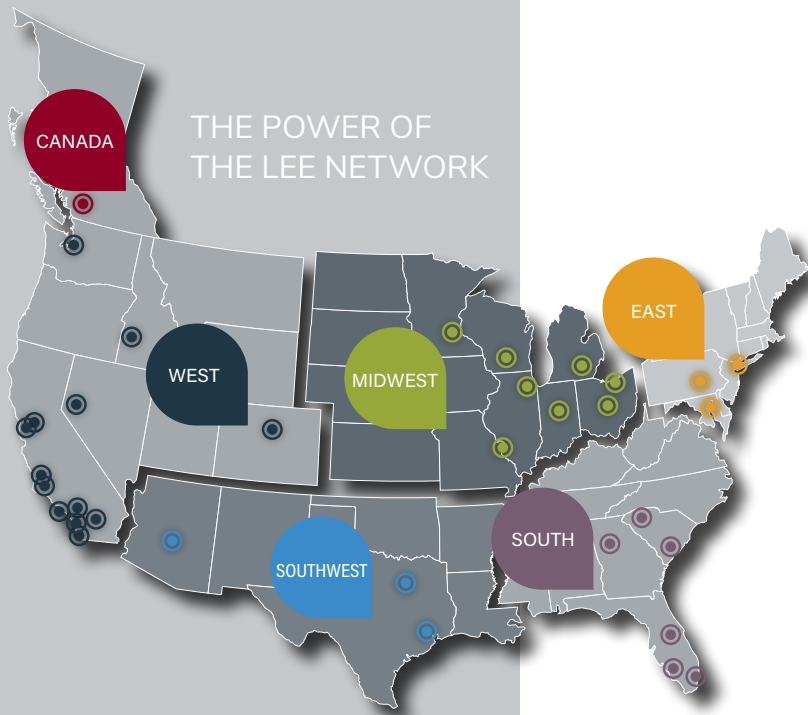 THE POWER OF
THE LEE NETWORK
CANADA
EAST
WEST
MIDWEST
SOUTH
SOUTHWEST